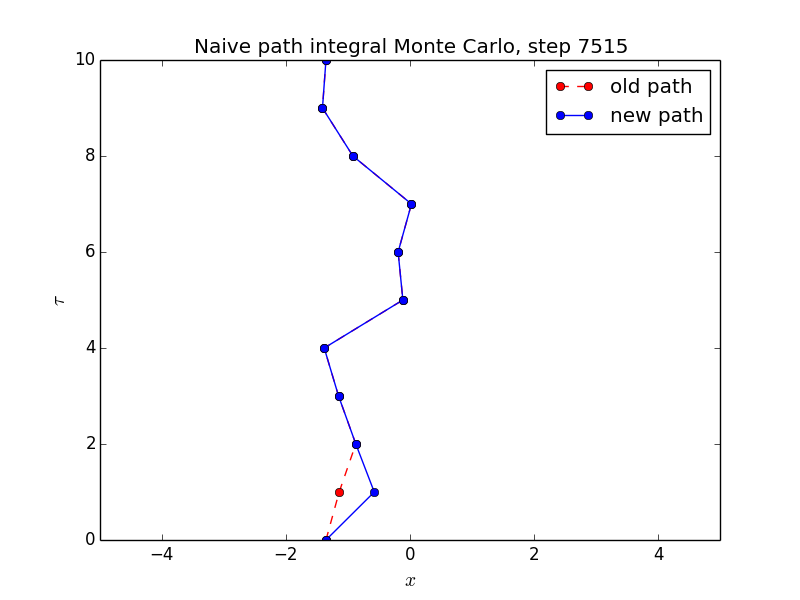 Naive path integral Monte Carlo, step 7515
old path
new path
10
8
6
4
2
0
τ
−4 −2 0 2 4
x